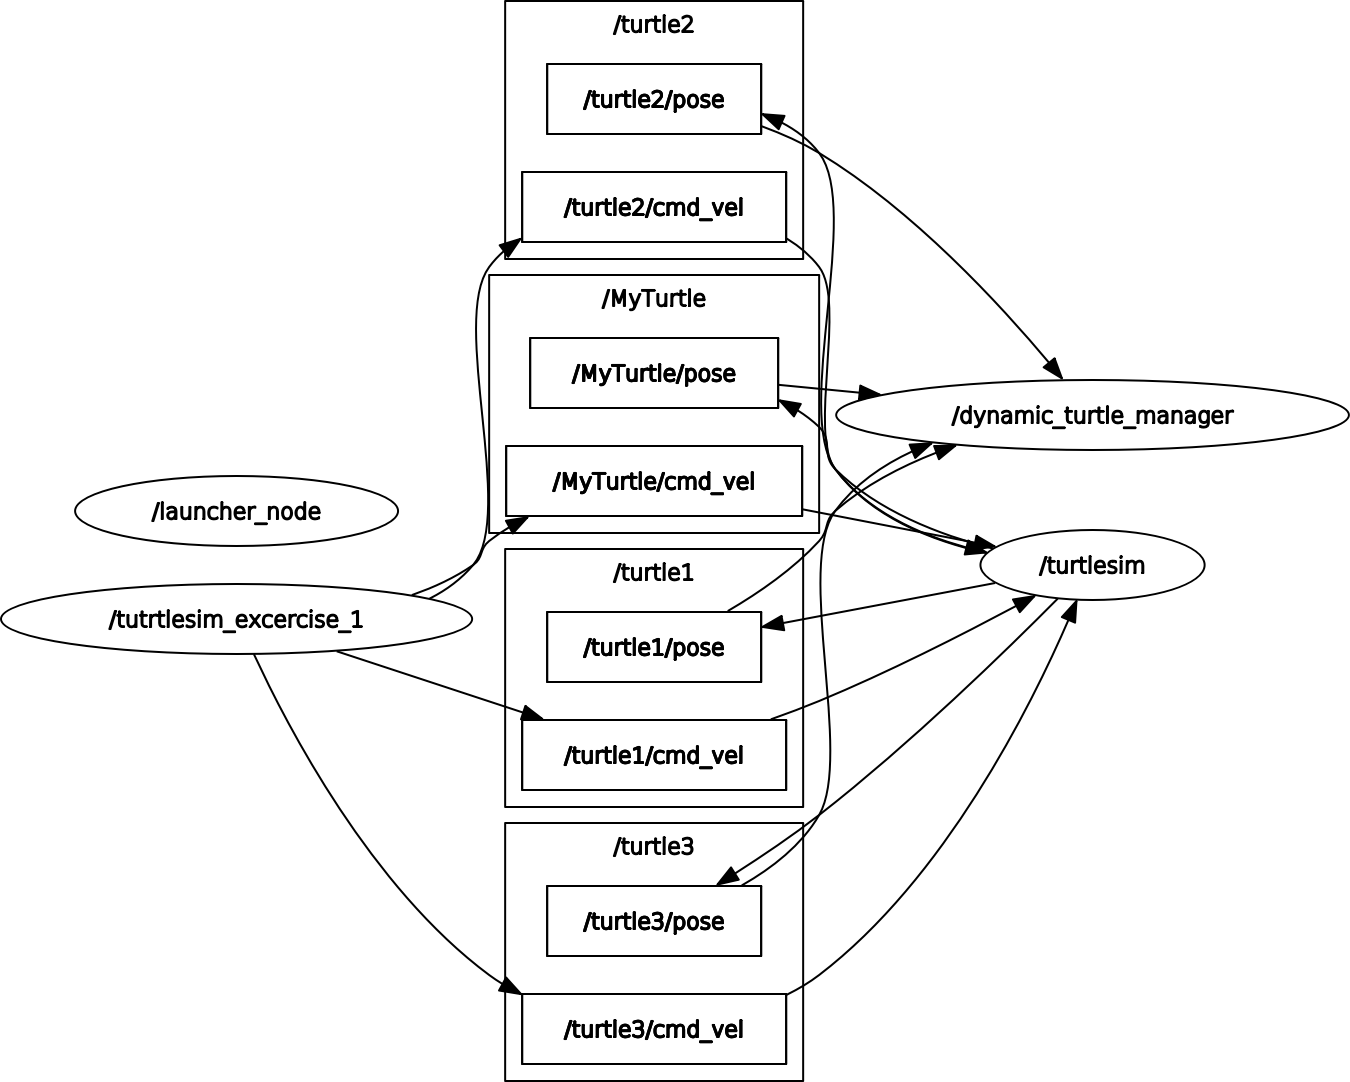 /turtle2
/turtle2/pose
/turtle2/cmd_vel
/MyTurtle
/MyTurtle/pose
/dynamic_turtle_manager
/MyTurtle/cmd_vel
/launcher_node
/turtlesim
/turtle1
/tutrtlesim_excercise_1
/turtle1/pose
/turtle1/cmd_vel
/turtle3
/turtle3/pose
/turtle3/cmd_vel